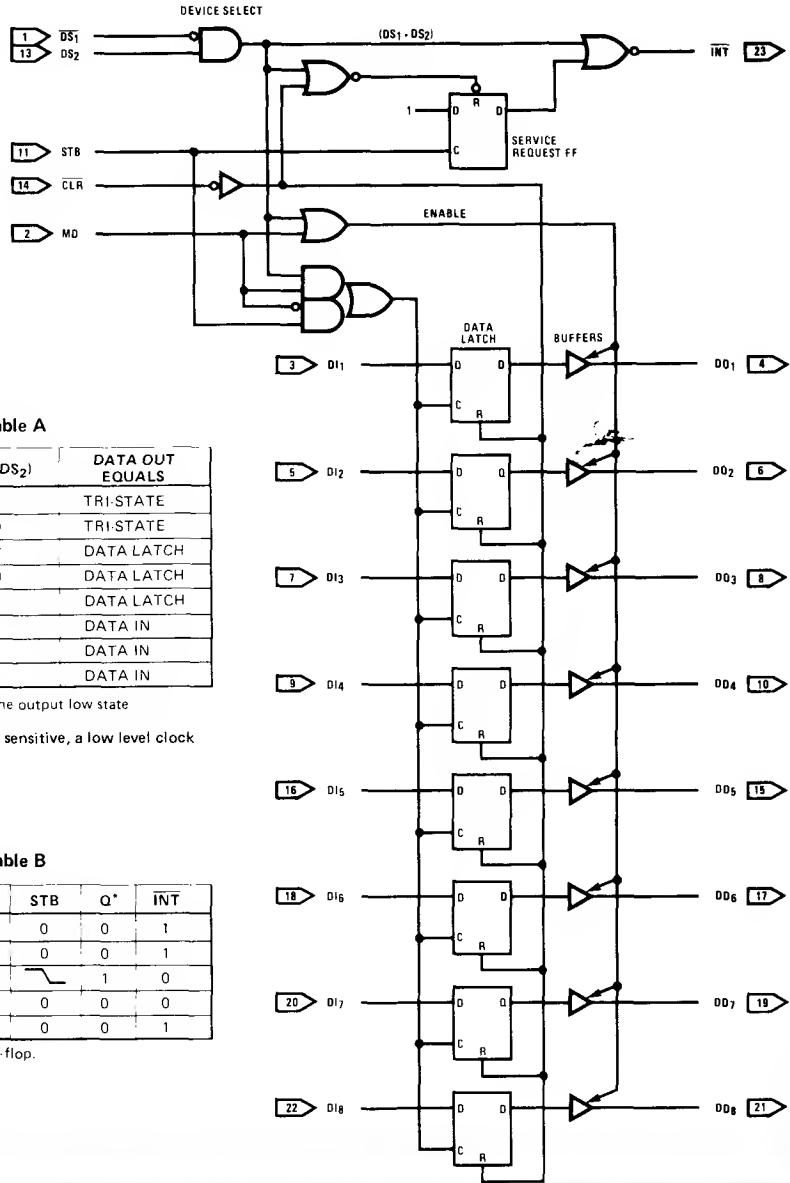 DEVICE SELECT
1 DS1
13 DS2
(DS1 · DS2)
INT 23
R
1 D D
C
SERVICE
REQUEST FF
11 STB
14 CLR
2 MD
ENABLE
DATA
LATCH
BUFFERS
3 DI1 D D DO1 4
C
R
5 DI2 D Q DO2 6
C
R
7 DI3 D D DO3 8
C
R
9 DI4 D D DO4 10
C
R
16 DI5 D D DO5 15
C
R
18 DI6 D D DO6 17
C
R
20 DI7 D Q DO7 19
C
R
22 DI8 D D DO8 21
C
R
able A
DS2) DATA OUT
EQUALS
TRI-STATE
TRI-STATE
DATA LATCH
DATA LATCH
DATA LATCH
DATA IN
DATA IN
DATA IN
ne output low state
sensitive, a low level clock
able B
STB Q* INT
0 0 1
0 0 1
1 0
0 0 0
0 0 1
-flop.